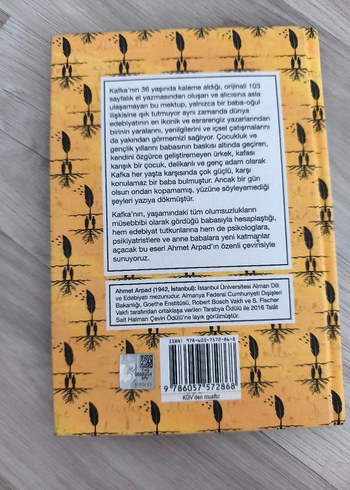 Kafka'nın 36 yaşında kaleme aldığı, orijinali 103
sayfalık el yazmasından oluşan ve alıcısına asla
ulaşamayan bu mektup, yalnızca bir baba-oğul
ilişkisine ışık tutmuyor aynı zamanda dünya
edebiyatının en ikonik ve esrarengiz yazarlarından
birinin yaralarını, yenilgilerini ve içsel çatışmalarını
da yakından görmemizi sağlıyor. Çocukluk ve
gençlik yıllarını babasının baskısı altında geçiren,
kendini özgürce geliştiremeyen ürkek, kafası
karışık bir çocuk, delikanlı ve genç adam olarak
Kafka her yaşta karşısında çok güçlü, karşı
konulamaz bir baba bulmuştur. Ancak bir gün
olsun ondan kopamamış, yüzüne söyleyemediği
şeyleri yazıya dökmüştür.
Kafka'nın, yaşamındaki tüm olumsuzlukların
müsebbibi olarak gördüğü babasıyla hesaplaştığı,
hem edebiyat tutkunlarına hem de psikologlara,
psikiyatristlere ve anne babalara yeni katmanlar
açacak bu eseri Ahmet Arpad'ın özenli çevirisiyle
sunuyoruz.
Ahmet Arpad (1942, İstanbul): İstanbul Üniversitesi Alman Dili
ve Edebiyatı mezunudur. Almanya Federal Cumhuriyeti Dışişleri
Bakanlığı, Goethe Enstitüsü, Robert Bosch Vakfı ve S. Fischer
Vakfı tarafından ortaklaşa verilen Tarabya Ödülü ile 2016 Talât
Sait Halman Çeviri Ödülü'ne layık görülmüştür.
ISBN: 978-605-7572-86-8
9 786057 572868
KDV'den muaftır